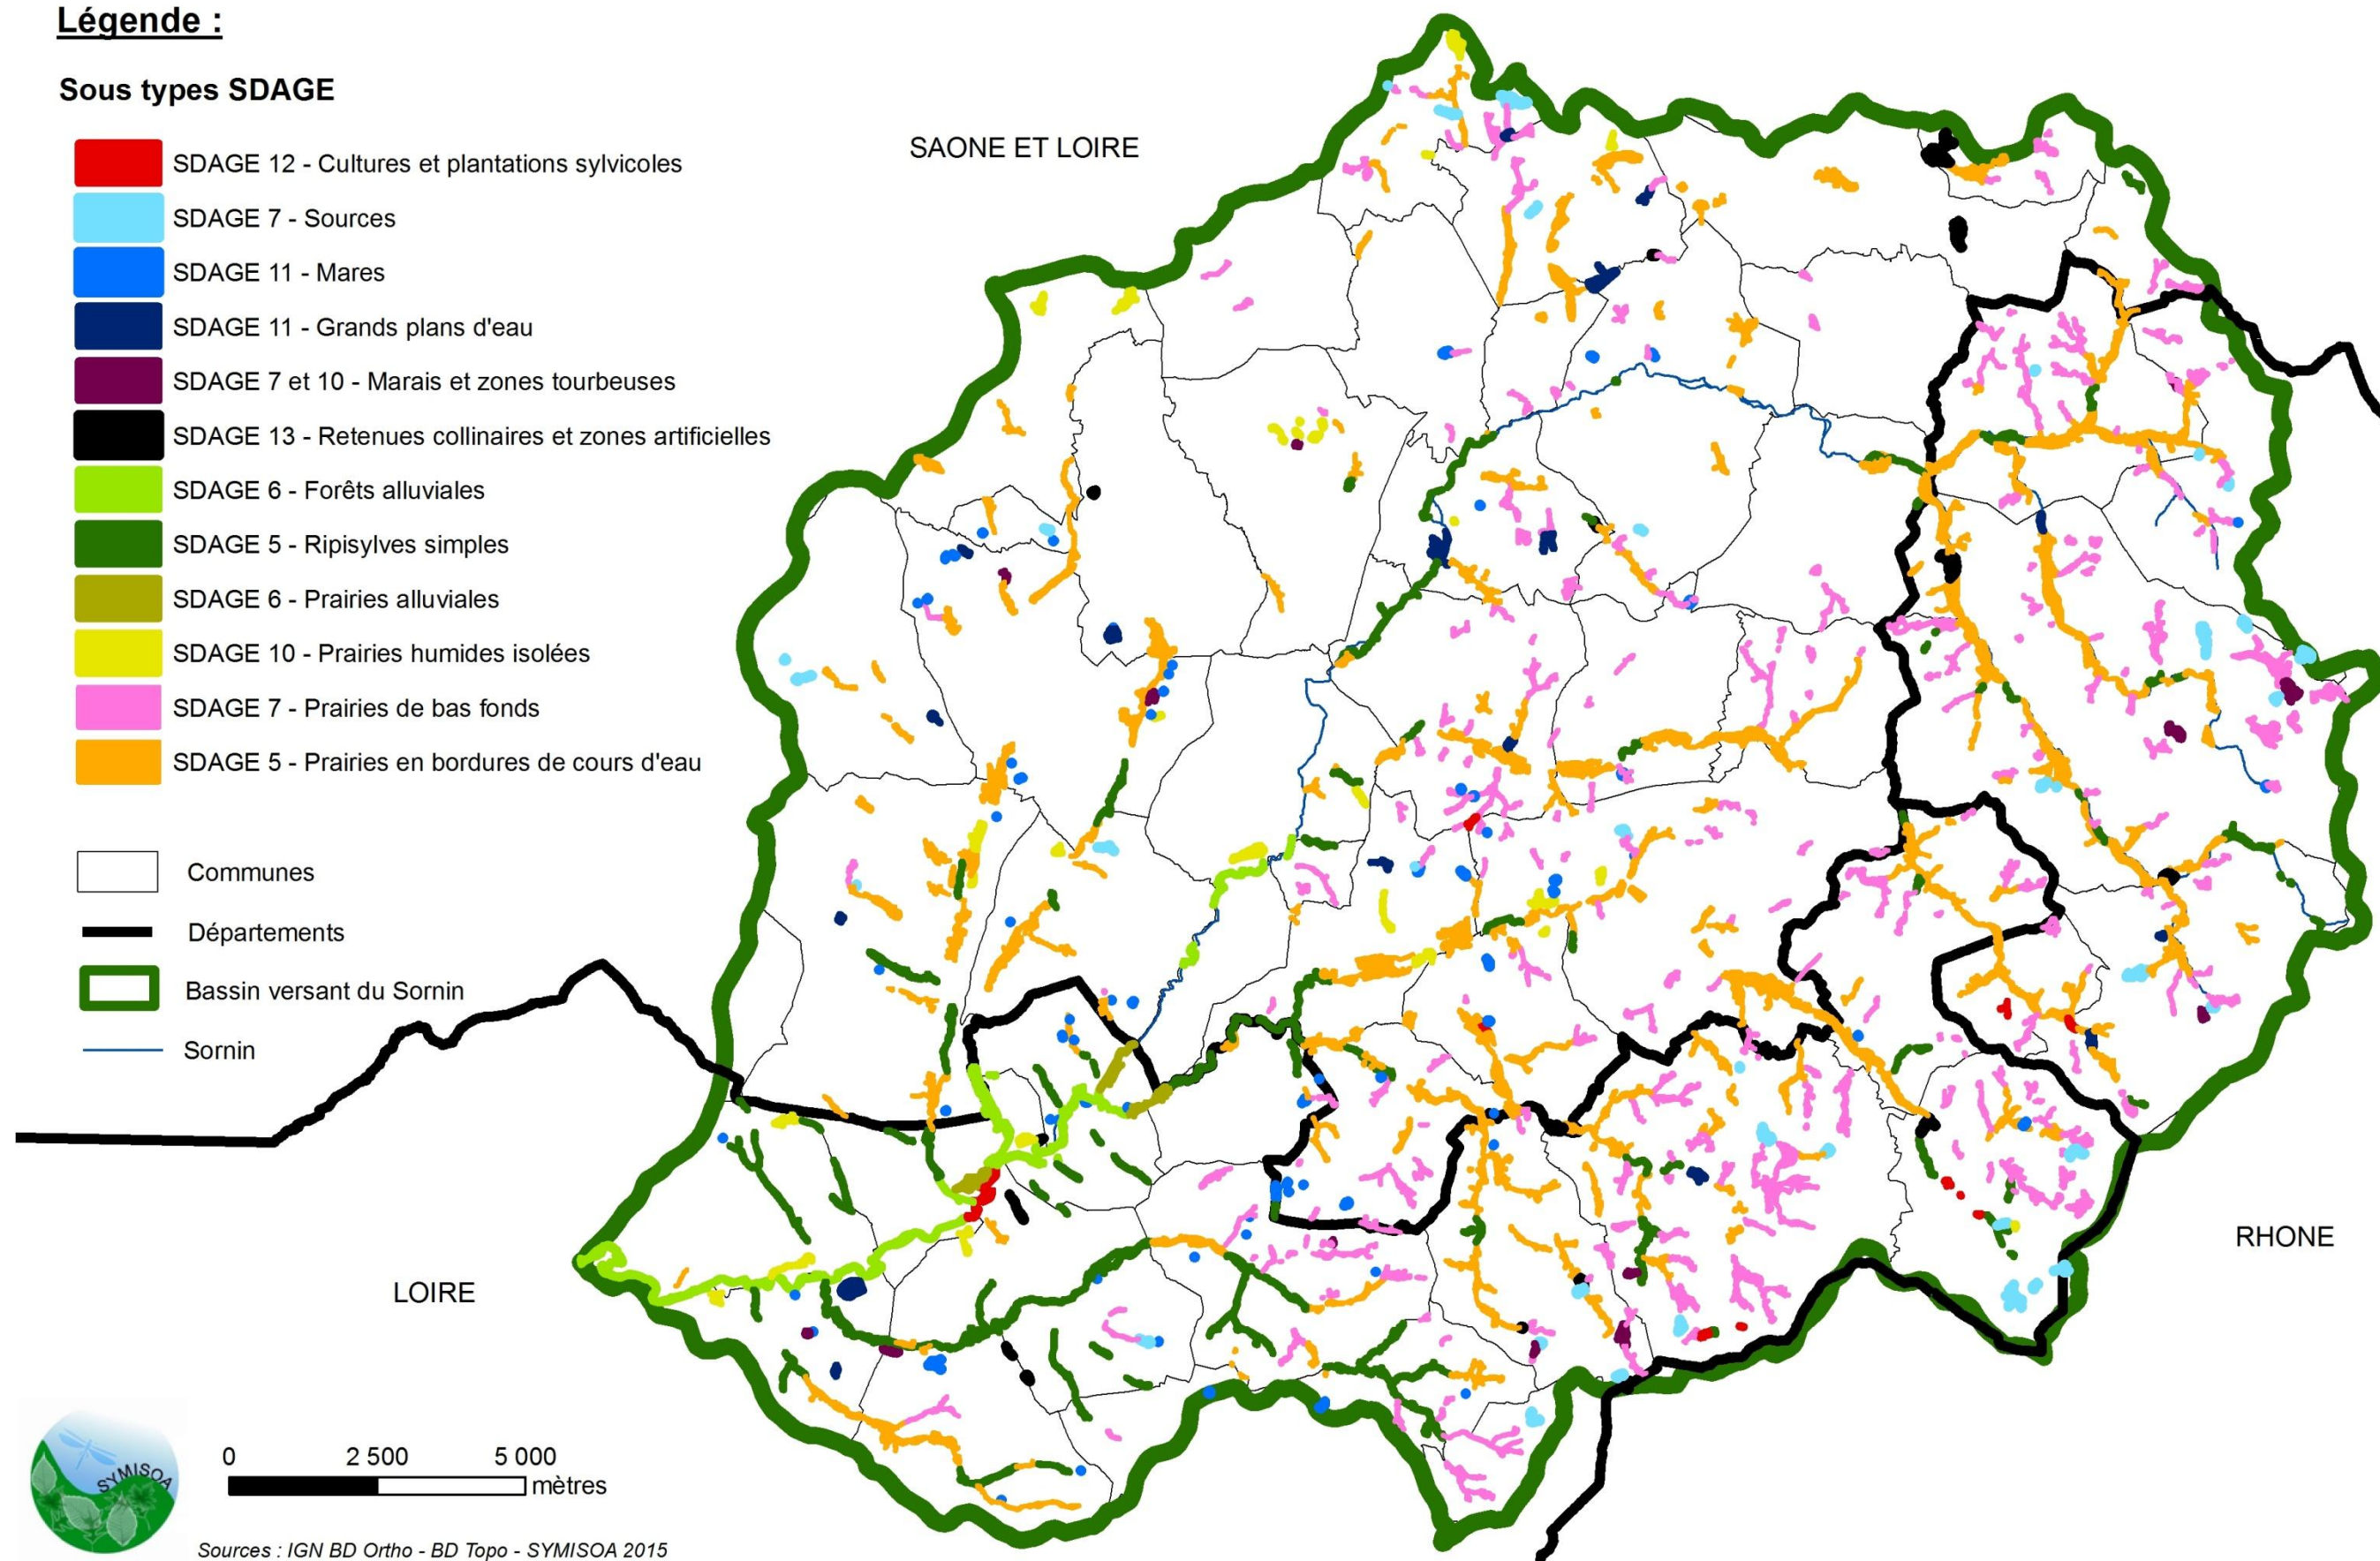 Légende :
Sous types SDAGE
SDAGE 12 - Cultures et plantations sylvicoles
SDAGE 7 - Sources
SDAGE 11 - Mares
SDAGE 11 - Grands plans d'eau
SDAGE 7 et 10 - Marais et zones tourbeuses
SDAGE 13 - Retenues collinaires et zones artificielles
SDAGE 6 - Forêts alluviales
SDAGE 5 - Ripisylves simples
SDAGE 6 - Prairies alluviales
SDAGE 10 - Prairies humides isolées
SDAGE 7 - Prairies de bas fonds
SDAGE 5 - Prairies en bordures de cours d'eau
Communes
Départements
Bassin versant du Sornin
Sornin
SAONE ET LOIRE
LOIRE
RHONE
SYMISOA
0 2 500 5 000
mètres
Sources : IGN BD Ortho - BD Topo - SYMISOA 2015